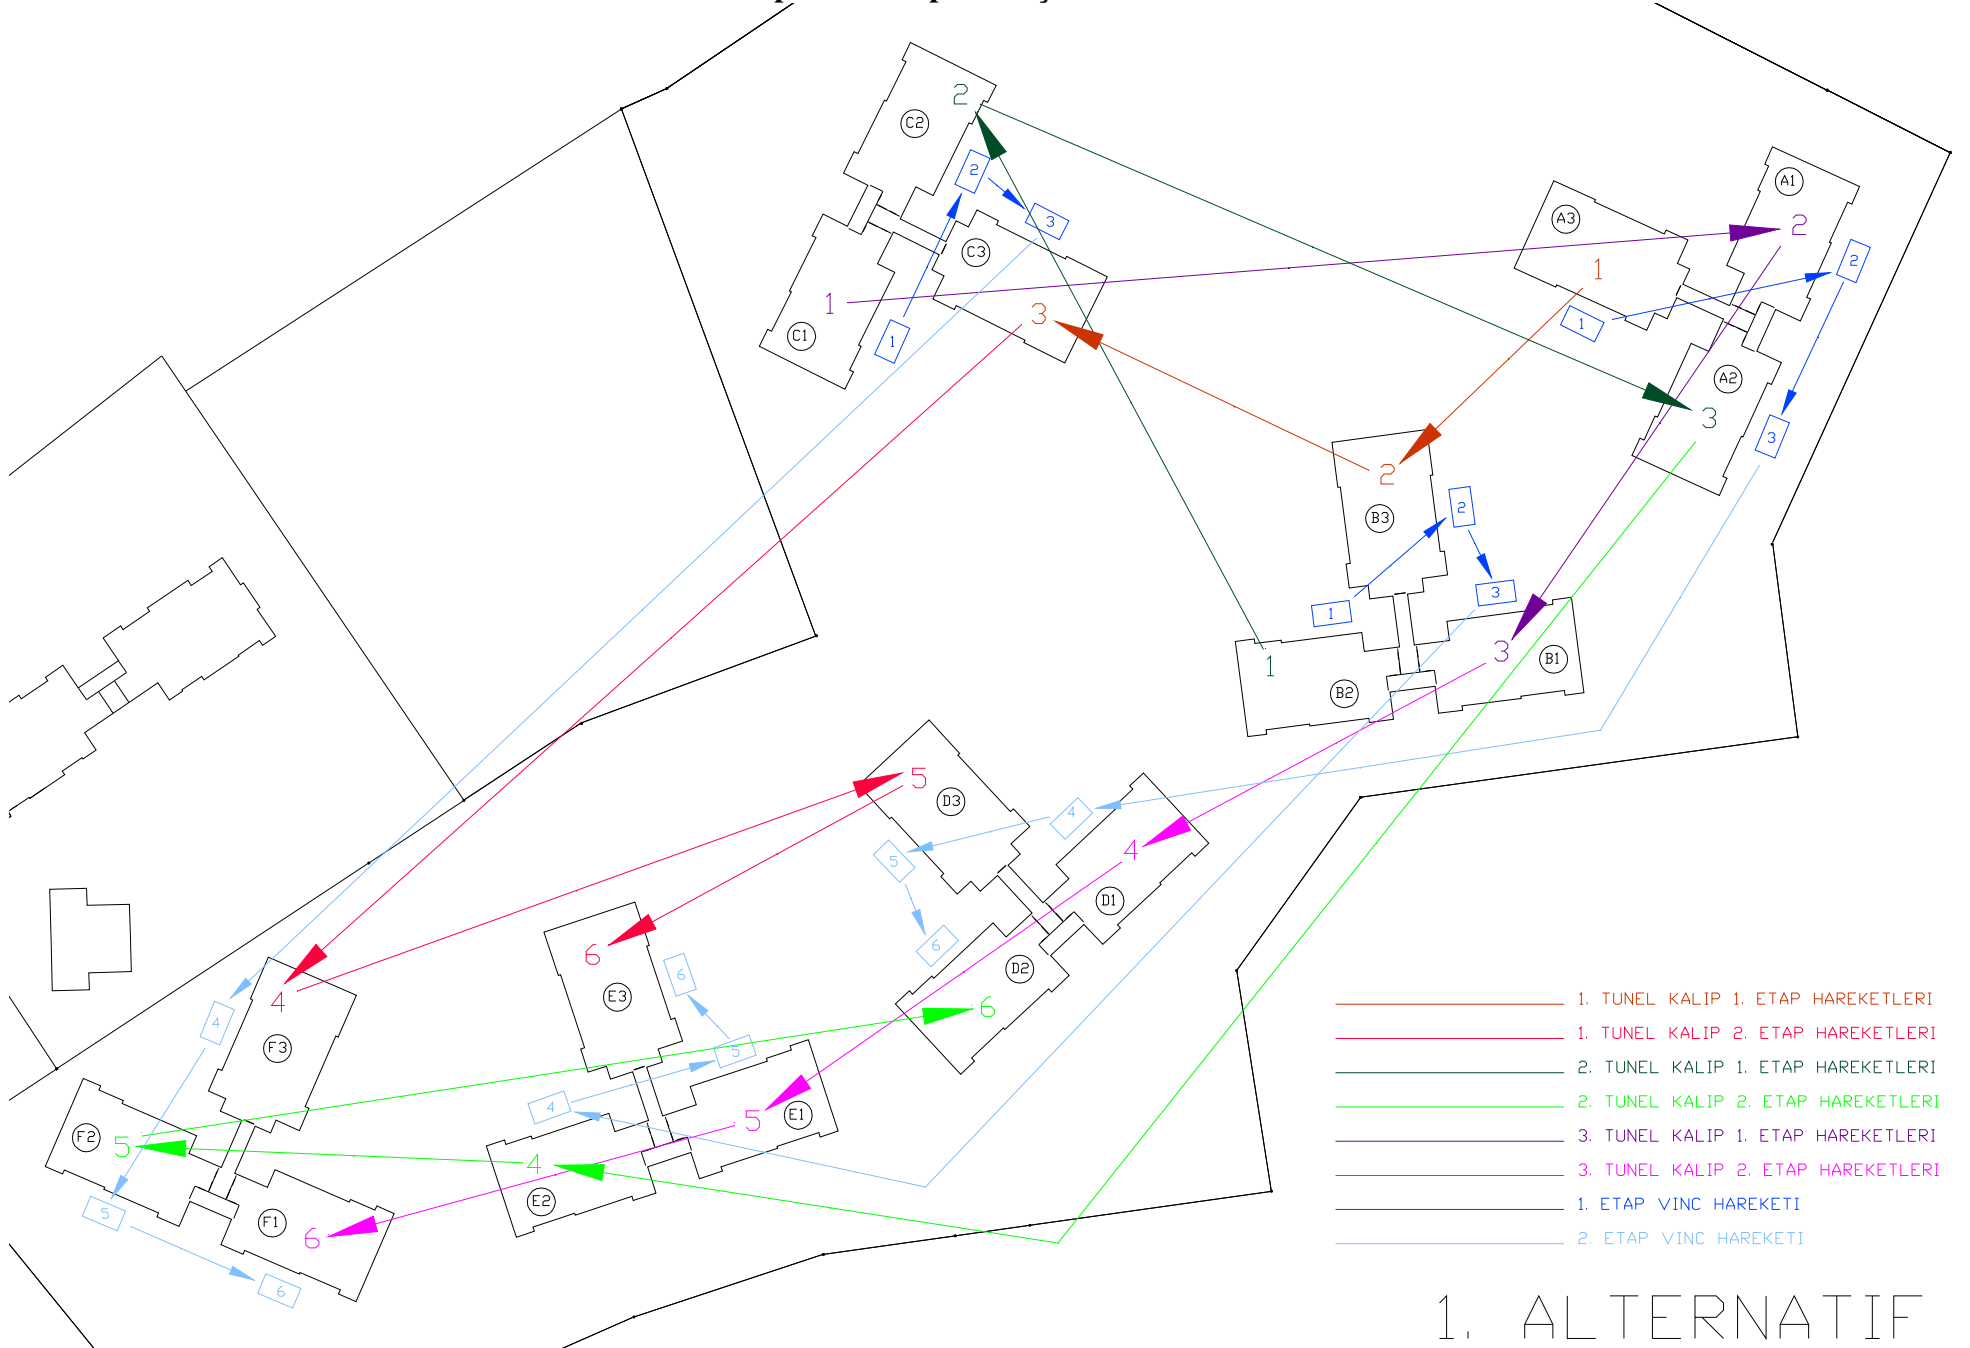 2
C2
2
A1
A3
2
3
C3
2
1
1
3
1
1
C1
A2
3
3
2
2
B3
3
1
3
1
B1
B2
5
D3
4
4
5
D1
6
6
D2
E3
6
6
4
4
F3
5
4
5
E1
F2
5
4
E2
5
F1
6
6
1. TUNEL KALIP 1. ETAP HAREKETLERI
1. TUNEL KALIP 2. ETAP HAREKETLERI
2. TUNEL KALIP 1. ETAP HAREKETLERI
2. TUNEL KALIP 2. ETAP HAREKETLERI
3. TUNEL KALIP 1. ETAP HAREKETLERI
3. TUNEL KALIP 2. ETAP HAREKETLERI
1. ETAP VINC HAREKETI
2. ETAP VINC HAREKETI
1. ALTERNATIF